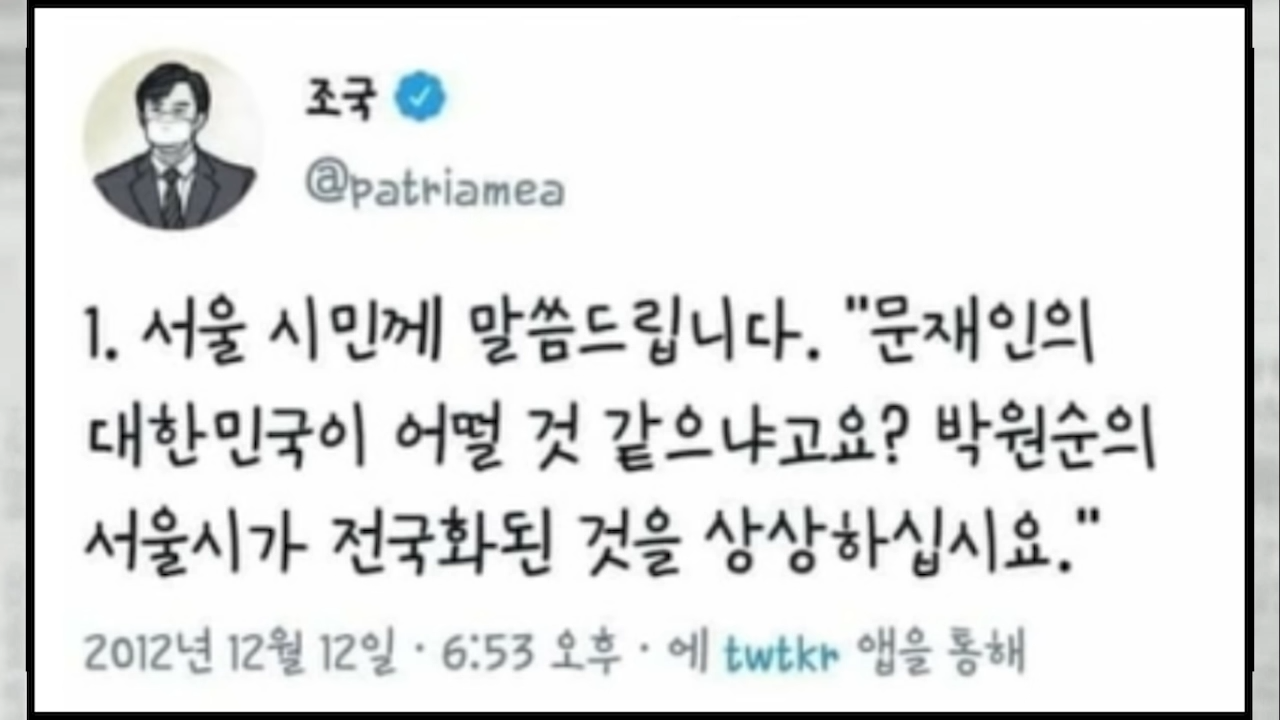 조국
@patriamea
1. 서울 시민께 말씀드립니다. "문재인의
대한민국이 어떨 것 같으냐고요? 박원순의
서울시가 전국화된 것을 상상하십시요."
2012년 12월 12일 · 6:53 오후 · 에 twtkr 앱을 통해